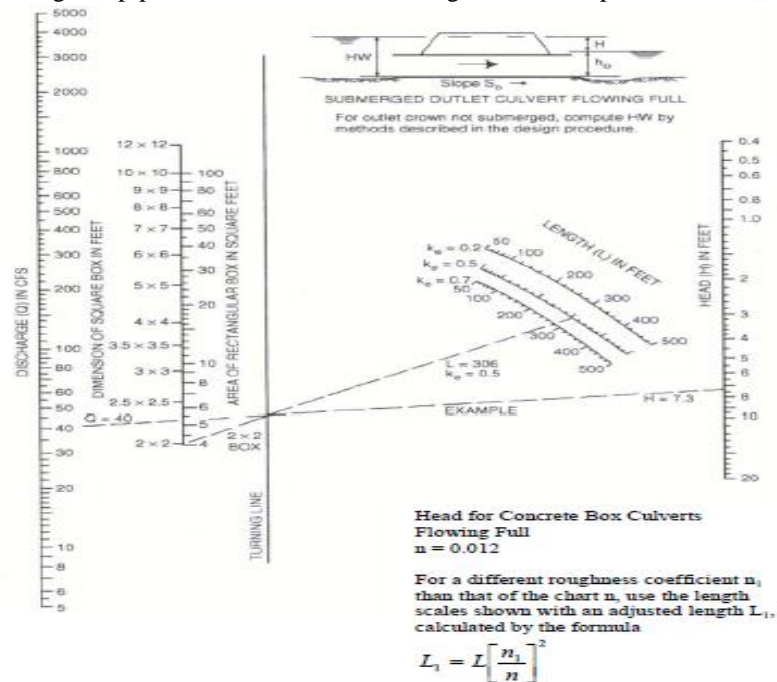 5000
4000
3000
2000
1000
800
600
500
400
300
200
100
80
60
50
40
30
20
10
8
6
5
DISCHARGE (Q) IN CFS
12 x 12
10 x 10
9 x 9
8 x 8
7 x 7
6 x 6
5 x 5
4 x 4
3.5 x 3.5
3 x 3
2.5 x 2.5
2 x 2
DIMENSION OF SQUARE BOX IN FEET
100
80
60
50
40
30
20
10
8
6
5
4
AREA OF RECTANGULAR BOX IN SQUARE FEET
Q = 40
2 x 2
BOX
TURNING LINE
HW
H
Slope
SUBMERGED OUTLET CULVERT FLOWING FULL
For outlet crown not submerged, compute HW by
methods described in the design procedure.
LENGTH (L) IN FEET
kₑ = 0.2
50
100
200
300
400
500
kₑ = 0.5
kₑ = 0.7
50
100
200
300
400
500
L = 306
kₑ = 0.5
EXAMPLE
H = 7.3
0.4
0.5
0.6
0.8
1.0
2
3
4
5
6
8
10
20
HEAD (H) IN FEET
Head for Concrete Box Culverts
Flowing Full
n = 0.012
For a different roughness coefficient n₁
than that of the chart n, use the length
scales shown with an adjusted length L₁,
calculated by the formula
L₁ = L[n₁/n]²